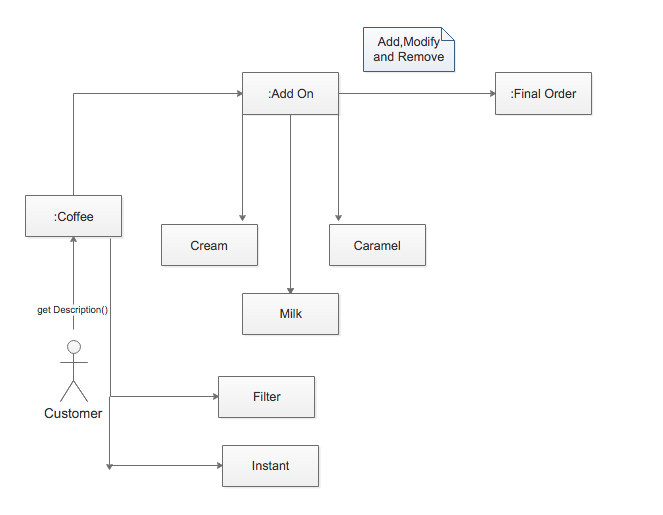 Add,Modify
and Remove
:Add On
:Final Order
:Coffee
Cream
Caramel
get Description()
Milk
Filter
Customer
Instant